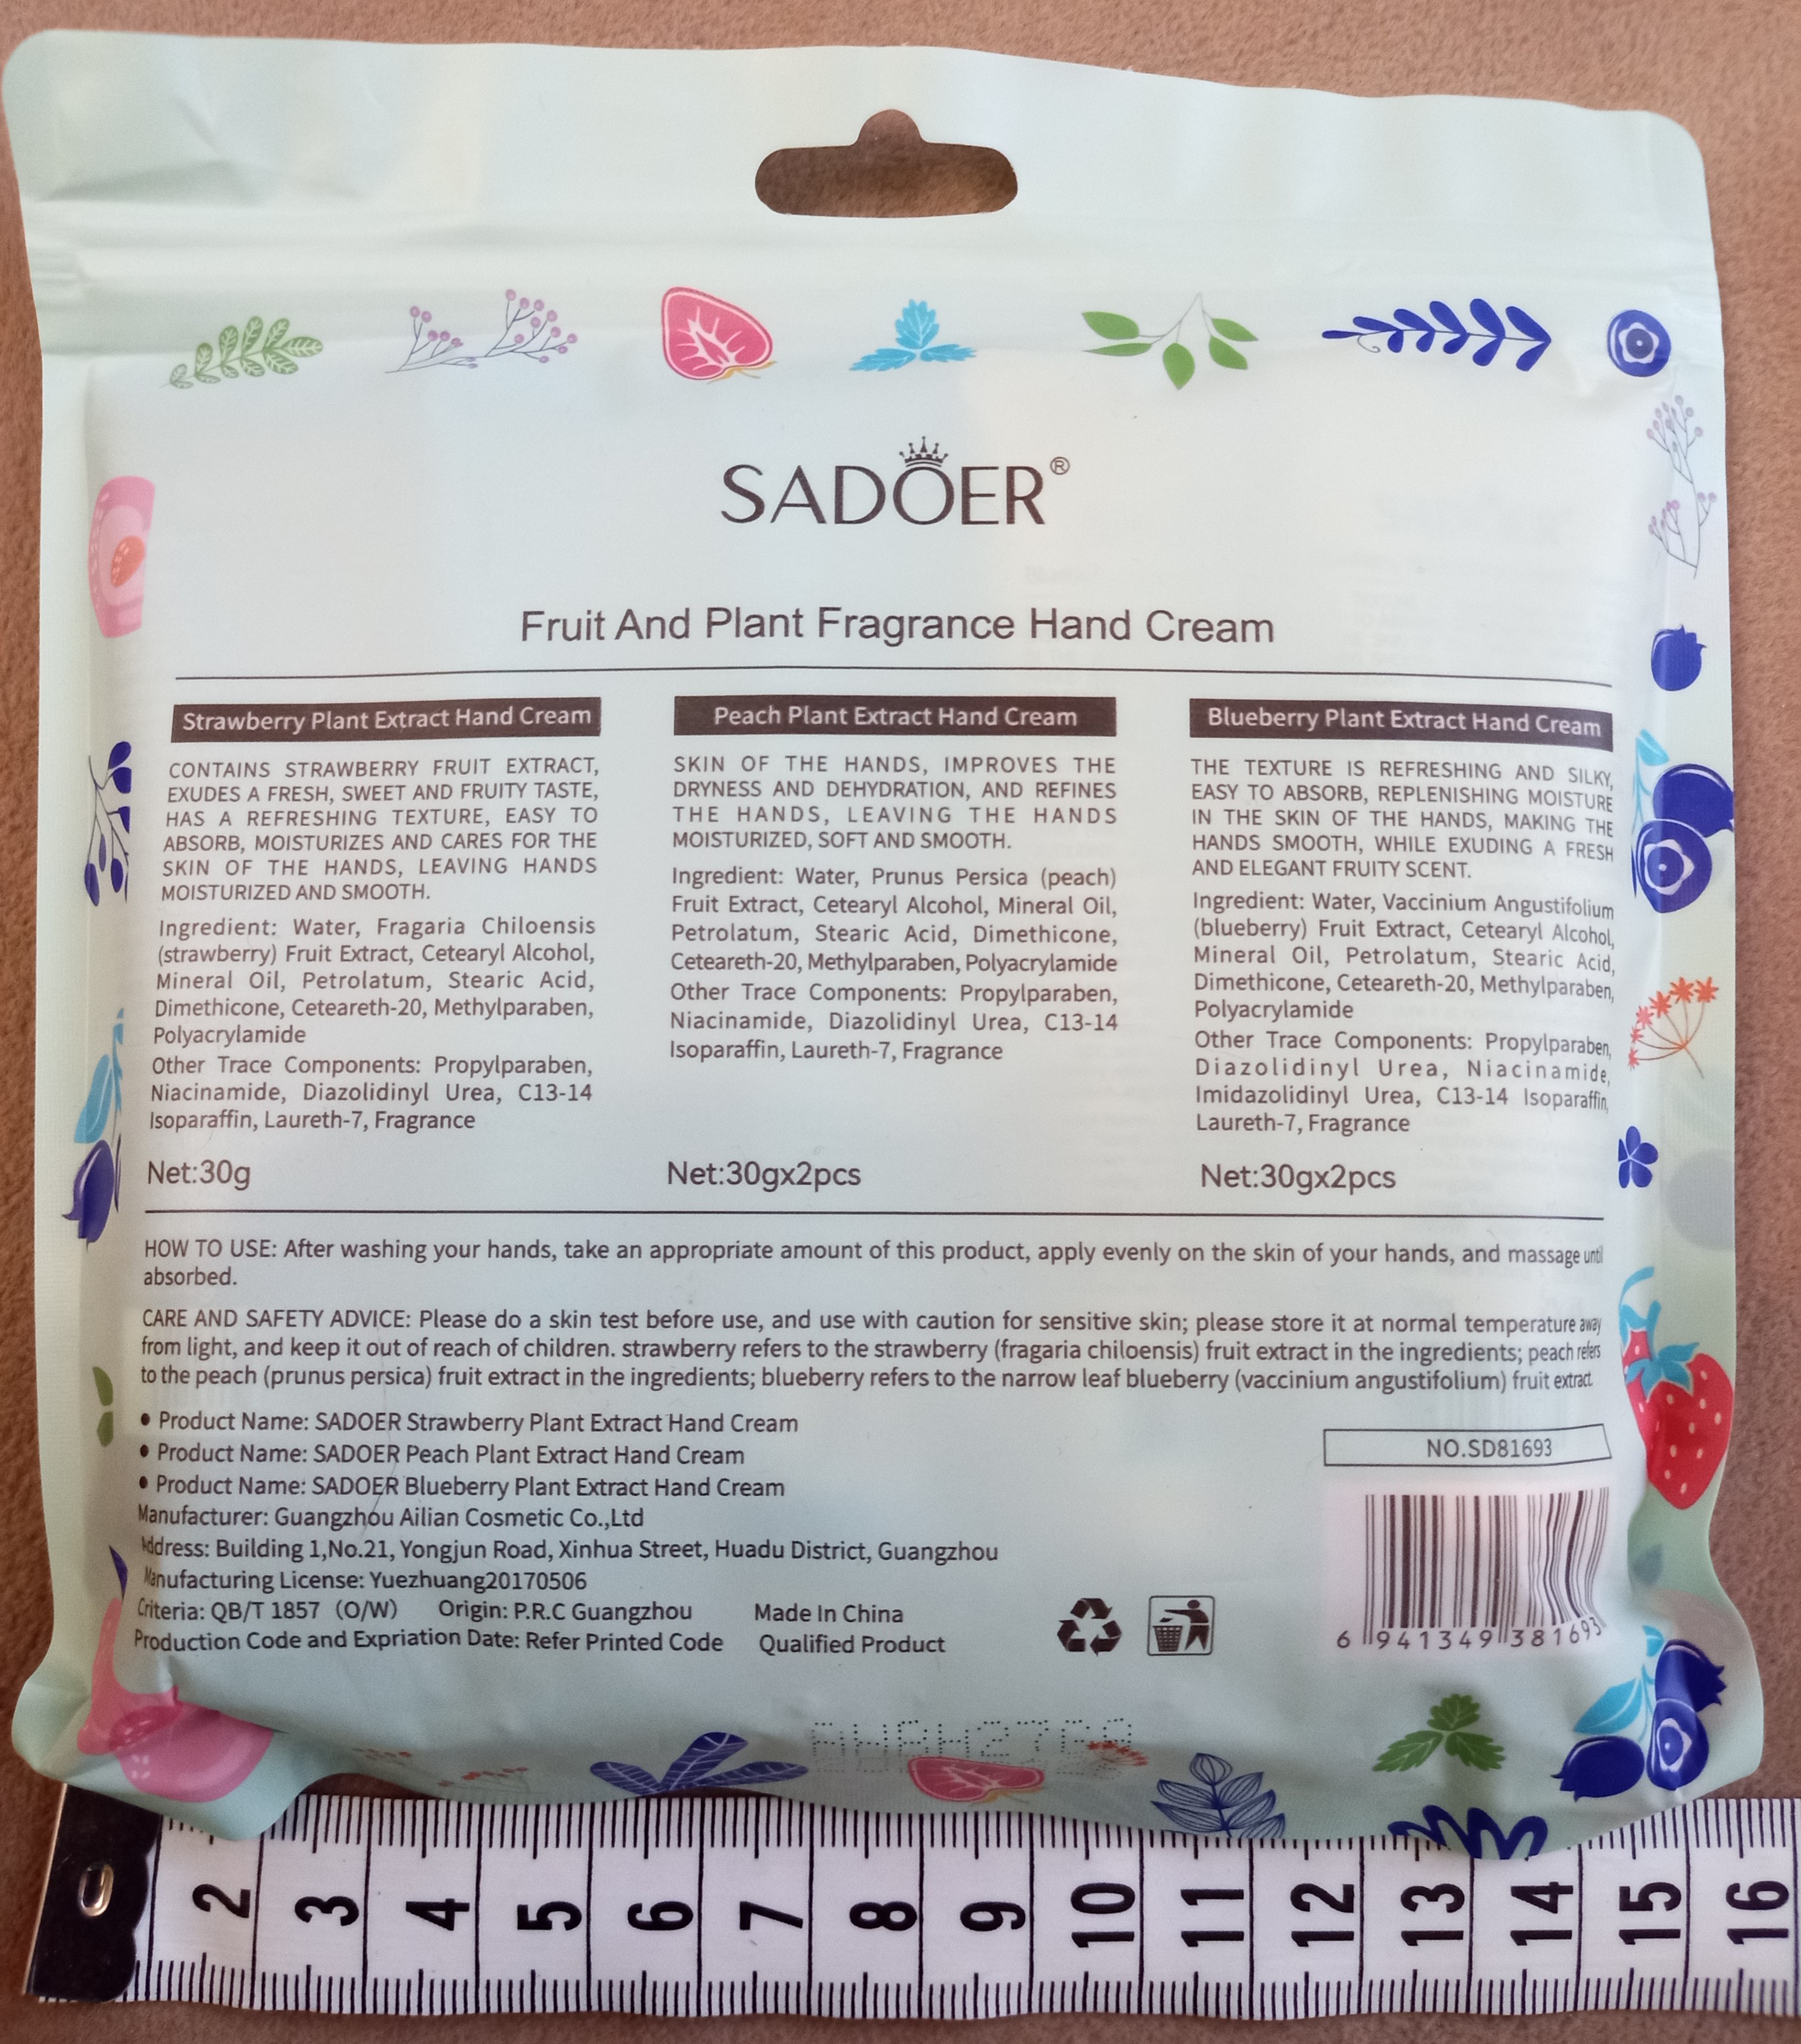 SADOER®
Fruit And Plant Fragrance Hand Cream
Strawberry Plant Extract Hand Cream
CONTAINS STRAWBERRY FRUIT EXTRACT,
EXUDES A FRESH, SWEET AND FRUITY TASTE,
HAS A REFRESHING TEXTURE, EASY TO
ABSORB, MOISTURIZES AND CARES FOR THE
SKIN OF THE HANDS, LEAVING HANDS
MOISTURIZED AND SMOOTH.
Ingredient: Water, Fragaria Chiloensis
(strawberry) Fruit Extract, Cetearyl Alcohol,
Mineral Oil, Petrolatum, Stearic Acid,
Dimethicone, Ceteareth-20, Methylparaben,
Polyacrylamide
Other Trace Components: Propylparaben,
Niacinamide, Diazolidinyl Urea, C13-14
Isoparaffin, Laureth-7, Fragrance
Net:30g
Peach Plant Extract Hand Cream
SKIN OF THE HANDS, IMPROVES THE
DRYNESS AND DEHYDRATION, AND REFINES
THE HANDS, LEAVING THE HANDS
MOISTURIZED, SOFT AND SMOOTH.
Ingredient: Water, Prunus Persica (peach)
Fruit Extract, Cetearyl Alcohol, Mineral Oil,
Petrolatum, Stearic Acid, Dimethicone,
Ceteareth-20, Methylparaben, Polyacrylamide
Other Trace Components: Propylparaben,
Niacinamide, Diazolidinyl Urea, C13-14
Isoparaffin, Laureth-7, Fragrance
Net:30gx2pcs
Blueberry Plant Extract Hand Cream
THE TEXTURE IS REFRESHING AND SILKY,
EASY TO ABSORB, REPLENISHING MOISTURE
IN THE SKIN OF THE HANDS, MAKING THE
HANDS SMOOTH, WHILE EXUDING A FRESH
AND ELEGANT FRUITY SCENT.
Ingredient: Water, Vaccinium Angustifolium
(blueberry) Fruit Extract, Cetearyl Alcohol,
Mineral Oil, Petrolatum, Stearic Acid,
Dimethicone, Ceteareth-20, Methylparaben,
Polyacrylamide
Other Trace Components: Propylparaben,
Diazolidinyl Urea, Niacinamide,
Imidazolidinyl Urea, C13-14 Isoparaffin,
Laureth-7, Fragrance
Net:30gx2pcs
HOW TO USE: After washing your hands, take an appropriate amount of this product, apply evenly on the skin of your hands, and massage until
absorbed.
CARE AND SAFETY ADVICE: Please do a skin test before use, and use with caution for sensitive skin; please store it at normal temperature away
from light, and keep it out of reach of children. strawberry refers to the strawberry (fragaria chiloensis) fruit extract in the ingredients; peach refers
to the peach (prunus persica) fruit extract in the ingredients; blueberry refers to the narrow leaf blueberry (vaccinium angustifolium) fruit extract.
• Product Name: SADOER Strawberry Plant Extract Hand Cream
• Product Name: SADOER Peach Plant Extract Hand Cream
• Product Name: SADOER Blueberry Plant Extract Hand Cream
Manufacturer: Guangzhou Ailian Cosmetic Co.,Ltd
Address: Building 1,No.21, Yongjun Road, Xinhua Street, Huadu District, Guangzhou
Manufacturing License: Yuezhuang20170506
Criteria: QB/T 1857 (O/W) Origin: P.R.C Guangzhou Made In China
Production Code and Expriation Date: Refer Printed Code Qualified Product
NO.SD81693
6 941349 381693
2 3 4 5 6 7 8 9 10 11 12 13 14 15 16